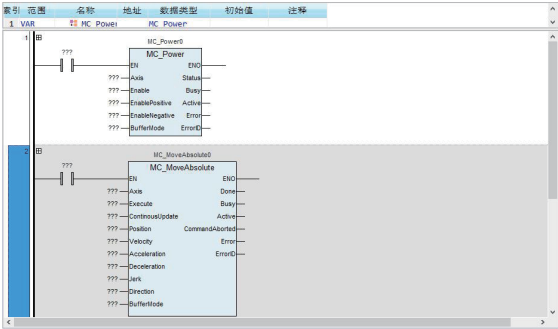 索引 范围 名称 地址 数据类型 初始值 注释
1 VAR MC_Power MC_Power
1
MC_Power0
??? MC_Power
EN ENO
??? Axis Status
??? Enable Busy
??? EnablePositive Active
??? EnableNegative Error
??? BufferMode ErrorID
2
MC_MoveAbsolute0
??? MC_MoveAbsolute
EN ENO
??? Axis Done
??? Execute Busy
??? ContinousUpdate Active
??? Position CommandAborted
??? Velocity Error
??? Acceleration ErrorID
??? Deceleration
??? Jerk
??? Direction
??? BufferMode